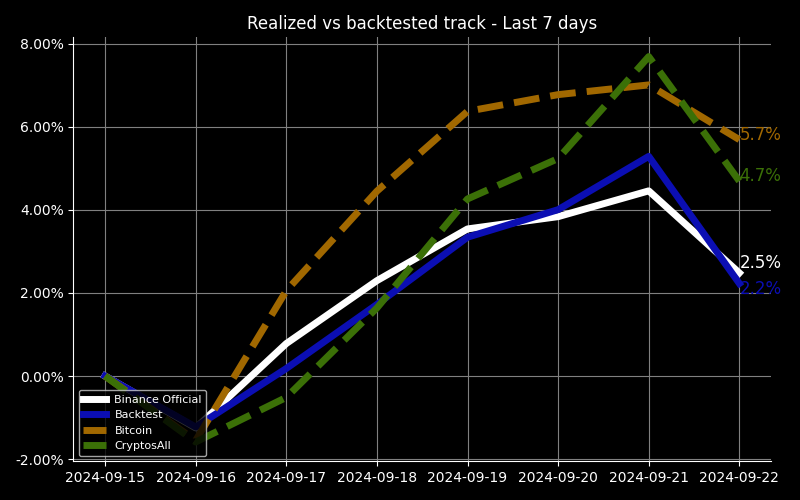 Realized vs backtested track - Last 7 days
8.00%
6.00%
4.00%
2.00%
0.00%
-2.00%
5.7%
4.7%
2.5%
2.2%
Binance Official
Backtest
Bitcoin
CryptosAll
2024-09-15 2024-09-16 2024-09-17 2024-09-18 2024-09-19 2024-09-20 2024-09-21 2024-09-22